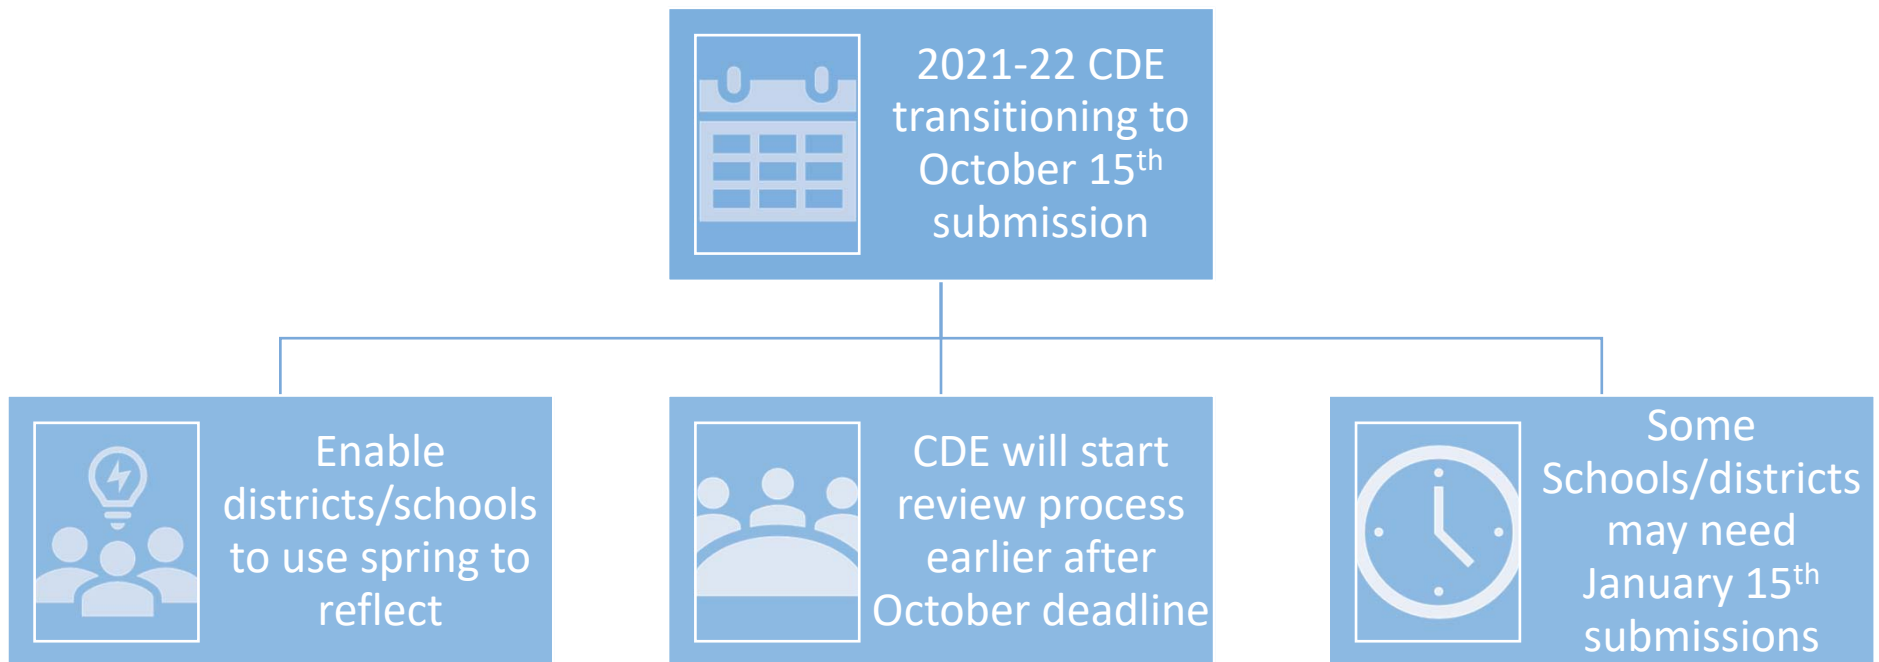 2021-22 CDE
transitioning to
October 15th
submission
Enable
districts/schools
to use spring to
reflect
CDE will start
review process
earlier after
October deadline
Some
Schools/districts
may need
January 15th
submissions